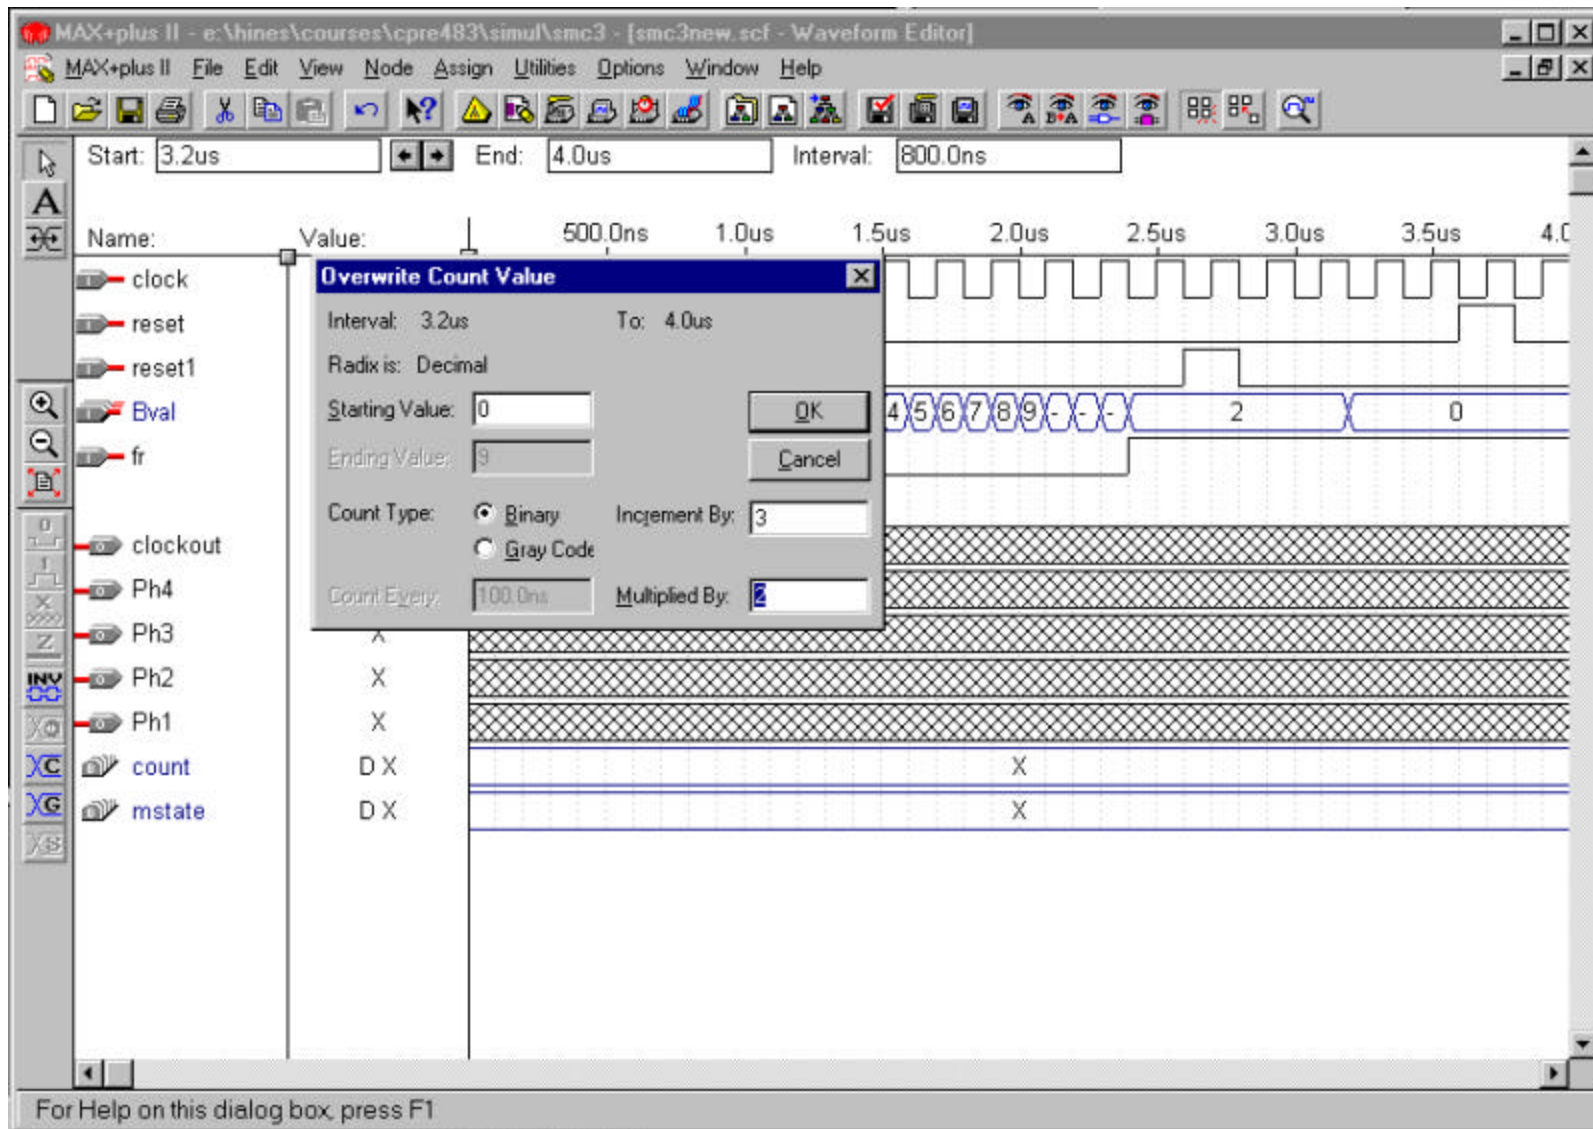 MAX+plus II - e:\hines\courses\cpre483\simul\smc3 - [smc3new.scf - Waveform Editor]
MAX+plus II File Edit View Node Assign Utilities Options Window Help
Start: 3.2us End: 4.0us Interval: 800.0ns
Name: Value: 500.0ns 1.0us 1.5us 2.0us 2.5us 3.0us 3.5us 4.0
clock
reset
reset1
Bval 4 5 6 7 8 9 - - - 2 0
fr
clockout
Ph4
Ph3 X
Ph2 X
Ph1 X
count D X X
mstate D X X
Overwrite Count Value
Interval: 3.2us To: 4.0us
Radix is: Decimal
Starting Value: 0 OK
Ending Value: 9 Cancel
Count Type: Binary Increment By: 3
Gray Code
Count Every: 100.0ns Multiplied By: 2
A
0
1
X
Z
INV
C
G
S
For Help on this dialog box, press F1